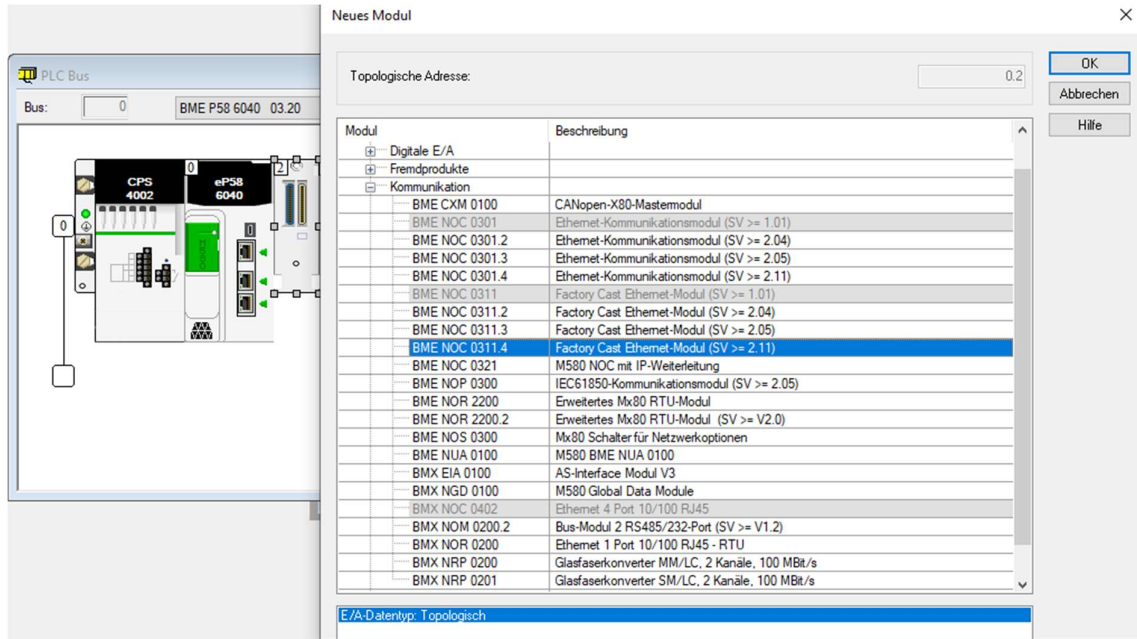 Neues Modul
PLC Bus
Bus: 0 BME P58 6040 03.20
CPS
4002
0
eP58
6040
2
0
Topologische Adresse: 0.2
OK
Abbrechen
Hilfe
Modul Beschreibung
Digitale E/A
Fremdprodukte
Kommunikation
BME CXM 0100 CANopen-X80-Mastermodul
BME NOC 0301 Ethernet-Kommunikationsmodul (SV >= 1.01)
BME NOC 0301.2 Ethernet-Kommunikationsmodul (SV >= 2.04)
BME NOC 0301.3 Ethernet-Kommunikationsmodul (SV >= 2.05)
BME NOC 0301.4 Ethernet-Kommunikationsmodul (SV >= 2.11)
BME NOC 0311 Factory Cast Ethernet-Modul (SV >= 1.01)
BME NOC 0311.2 Factory Cast Ethernet-Modul (SV >= 2.04)
BME NOC 0311.3 Factory Cast Ethernet-Modul (SV >= 2.05)
BME NOC 0311.4 Factory Cast Ethernet-Modul (SV >= 2.11)
BME NOC 0321 M580 NOC mit IP-Weiterleitung
BME NOP 0300 IEC61850-Kommunikationsmodul (SV >= 2.05)
BME NOR 2200 Erweitertes Mx80 RTU-Modul
BME NOR 2200.2 Erweitertes Mx80 RTU-Modul (SV >= V2.0)
BME NOS 0300 Mx80 Schalter für Netzwerkoptionen
BME NUA 0100 M580 BME NUA 0100
BMX EIA 0100 AS-Interface Modul V3
BMX NGD 0100 M580 Global Data Module
BMX NOC 0402 Ethernet 4 Port 10/100 RJ45
BMX NOM 0200.2 Bus-Modul 2 RS485/232-Port (SV >= V1.2)
BMX NOR 0200 Ethernet 1 Port 10/100 RJ45 - RTU
BMX NRP 0200 Glasfaserkonverter MM/LC, 2 Kanäle, 100 MBit/s
BMX NRP 0201 Glasfaserkonverter SM/LC, 2 Kanäle, 100 MBit/s
E/A-Datentyp: Topologisch